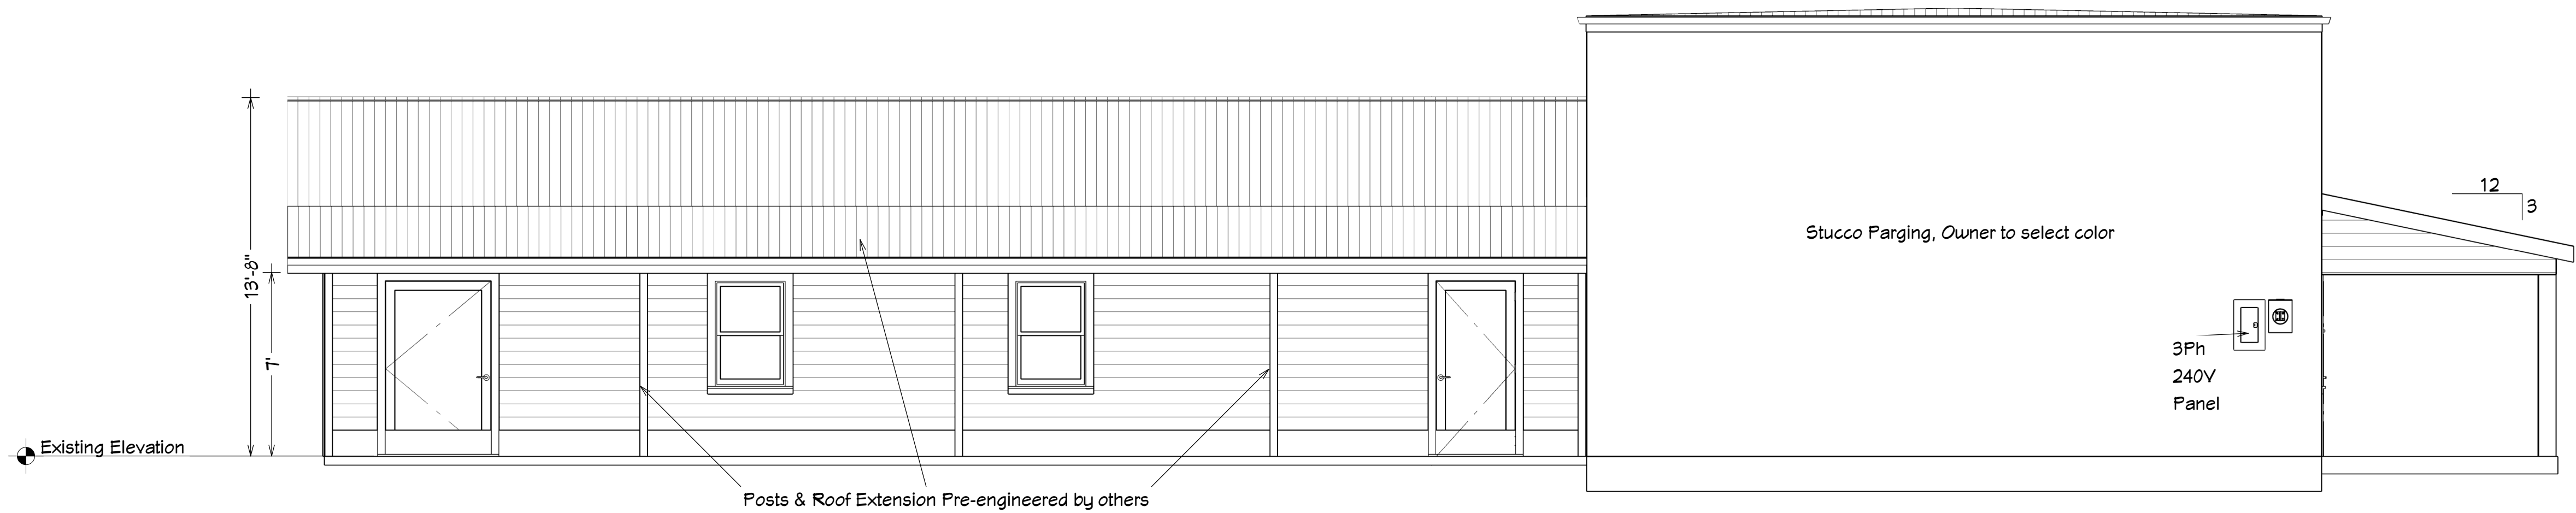 12
3
Stucco Parging, Owner to select color
13'-8"
7'
3Ph
240V
Panel
Existing Elevation
Posts & Roof Extension Pre-engineered by others